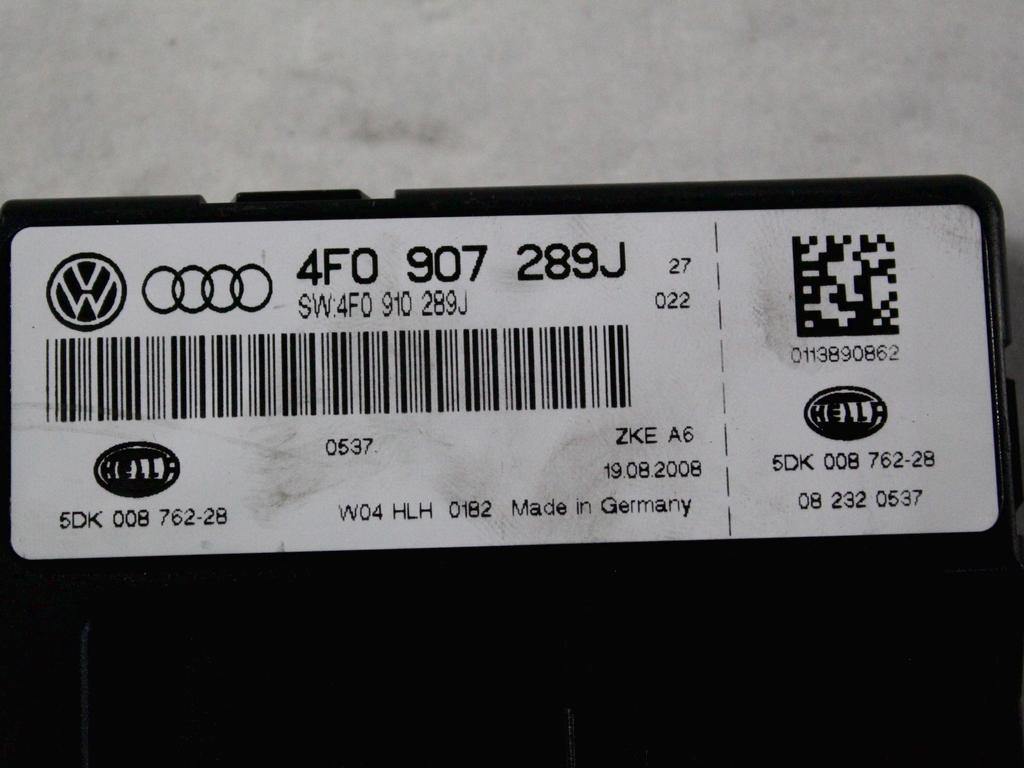 4F0 907 289J 27
SW:4F0 910 289J 022
0537
ZKE A6
19.08.2008
HELLA
5DK 008 762-28
W04 HLH 0182 Made in Germany
0113890862
HELLA
5DK 008 762-28
08 232 0537